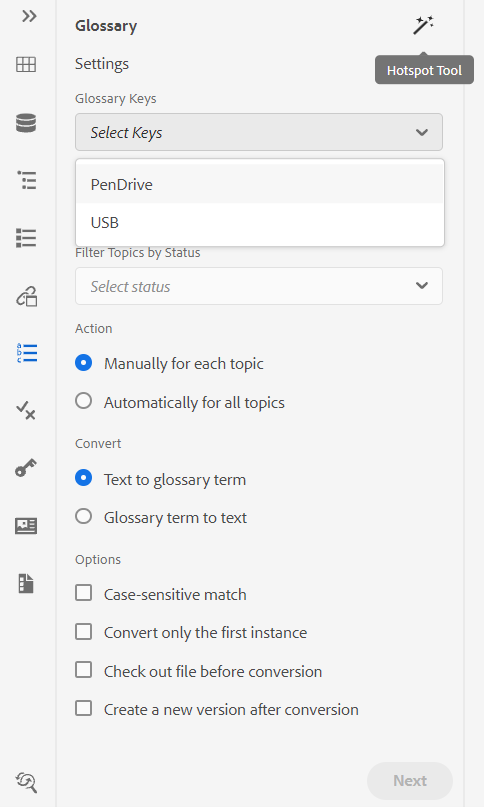 Glossary
Hotspot Tool
Settings
Glossary Keys
Select Keys
PenDrive
USB
Filter Topics by Status
Select status
a
b
c
Action
Manually for each topic
Automatically for all topics
Convert
Text to glossary term
Glossary term to text
Options
Case-sensitive match
Convert only the first instance
Check out file before conversion
Create a new version after conversion
Next